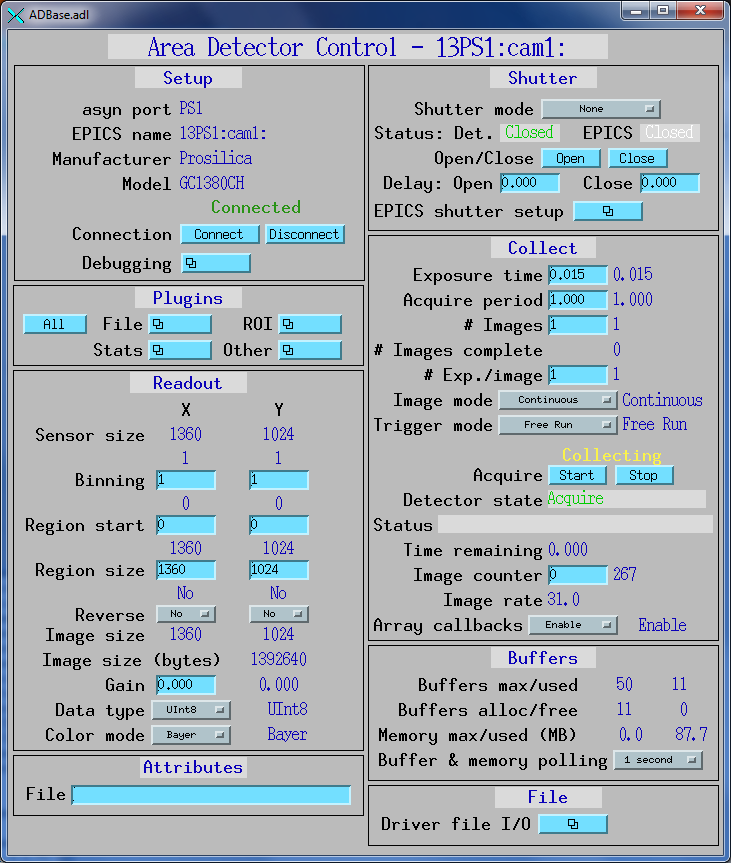 ADBase.adl
Area Detector Control - 13PS1:cam1:
Setup
asyn port PS1
EPICS name 13PS1:cam1:
Manufacturer Prosilica
Model GC1380CH
Connected
Connection Connect Disconnect
Debugging
Plugins
All File ROI
Stats Other
Readout
X Y
Sensor size 1360 1024
1 1
Binning 1 1
0 0
Region start 0 0
1360 1024
Region size 1360 1024
No No
Reverse No No
Image size 1360 1024
Image size (bytes) 1392640
Gain 0.000 0.000
Data type UInt8 UInt8
Color mode Bayer Bayer
Attributes
File
Shutter
Shutter mode None
Status: Det. Closed EPICS Closed
Open/Close Open Close
Delay: Open 0.000 Close 0.000
EPICS shutter setup
Collect
Exposure time 0.015 0.015
Acquire period 1.000 1.000
# Images 1 1
# Images complete 0
# Exp./image 1 1
Image mode Continuous Continuous
Trigger mode Free Run Free Run
Collecting
Acquire Start Stop
Detector state Acquire
Status
Time remaining 0.000
Image counter 0 267
Image rate 31.0
Array callbacks Enable Enable
Buffers
Buffers max/used 50 11
Buffers alloc/free 11 0
Memory max/used (MB) 0.0 87.7
Buffer & memory polling 1 second
File
Driver file I/O